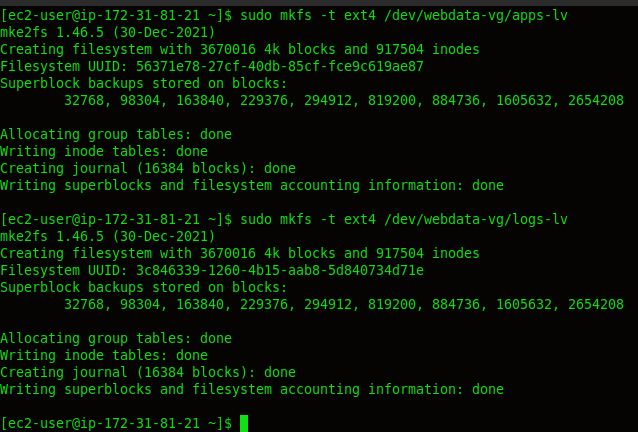 [ec2-user@ip-172-31-81-21 ~]$ sudo mkfs -t ext4 /dev/webdata-vg/apps-lv
mke2fs 1.46.5 (30-Dec-2021)
Creating filesystem with 3670016 4k blocks and 917504 inodes
Filesystem UUID: 56371e78-27cf-40db-85cf-fce9c619ae87
Superblock backups stored on blocks:
        32768, 98304, 163840, 229376, 294912, 819200, 884736, 1605632, 2654208

Allocating group tables: done
Writing inode tables: done
Creating journal (16384 blocks): done
Writing superblocks and filesystem accounting information: done

[ec2-user@ip-172-31-81-21 ~]$ sudo mkfs -t ext4 /dev/webdata-vg/logs-lv
mke2fs 1.46.5 (30-Dec-2021)
Creating filesystem with 3670016 4k blocks and 917504 inodes
Filesystem UUID: 3c846339-1260-4b15-aab8-5d840734d71e
Superblock backups stored on blocks:
        32768, 98304, 163840, 229376, 294912, 819200, 884736, 1605632, 2654208

Allocating group tables: done
Writing inode tables: done
Creating journal (16384 blocks): done
Writing superblocks and filesystem accounting information: done

[ec2-user@ip-172-31-81-21 ~]$